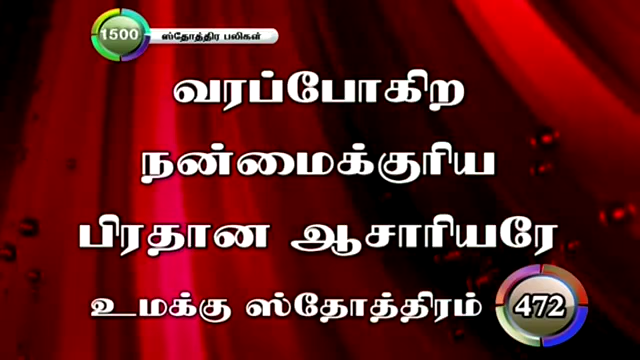 1500 ஸ்தோத்திர பலிகள்
வரப்போகிற
நன்மைக்குரிய
பிரதான ஆசாரியரே
உமக்கு ஸ்தோத்திரம் 472